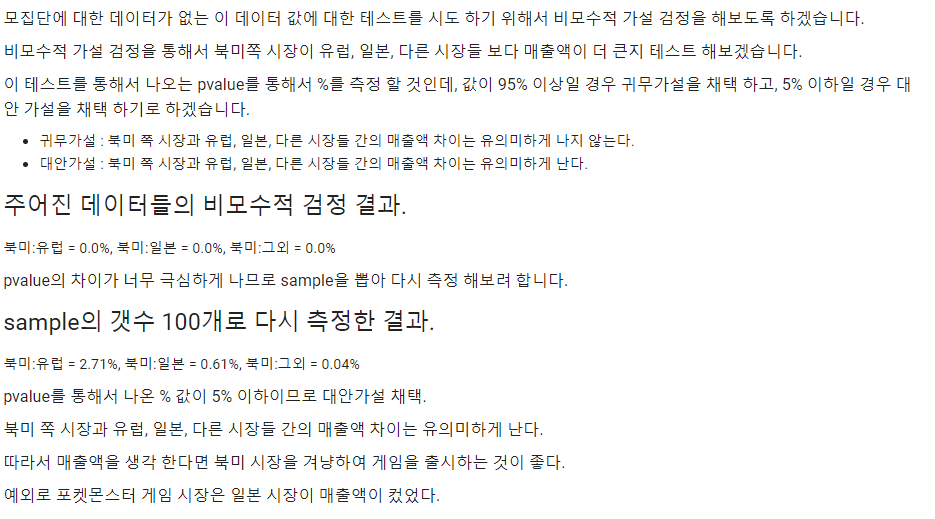 모집단에 대한 데이터가 없는 이 데이터 값에 대한 테스트를 시도 하기 위해서 비모수적 가설 검정을 해보도록 하겠습니다.
비모수적 가설 검정을 통해서 북미쪽 시장이 유럽, 일본, 다른 시장들 보다 매출액이 더 큰지 테스트 해보겠습니다.
이 테스트를 통해서 나오는 pvalue를 통해서 %를 측정 할 것인데, 값이 95% 이상일 경우 귀무가설을 채택 하고, 5% 이하일 경우 대
안 가설을 채택 하기로 하겠습니다.
• 귀무가설 : 북미 쪽 시장과 유럽, 일본, 다른 시장들 간의 매출액 차이는 유의미하게 나지 않는다.
• 대안가설 : 북미 쪽 시장과 유럽, 일본, 다른 시장들 간의 매출액 차이는 유의미하게 난다.
주어진 데이터들의 비모수적 검정 결과.
북미:유럽 = 0.0%, 북미:일본 = 0.0%, 북미:그외 = 0.0%
pvalue의 차이가 너무 극심하게 나므로 sample을 뽑아 다시 측정 해보려 합니다.
sample의 갯수 100개로 다시 측정한 결과.
북미:유럽 = 2.71%, 북미:일본 = 0.61%, 북미:그외 = 0.04%
pvalue를 통해서 나온 % 값이 5% 이하이므로 대안가설 채택.
북미 쪽 시장과 유럽, 일본, 다른 시장들 간의 매출액 차이는 유의미하게 난다.
따라서 매출액을 생각 한다면 북미 시장을 겨냥하여 게임을 출시하는 것이 좋다.
예외로 포켓몬스터 게임 시장은 일본 시장이 매출액이 컸었다.